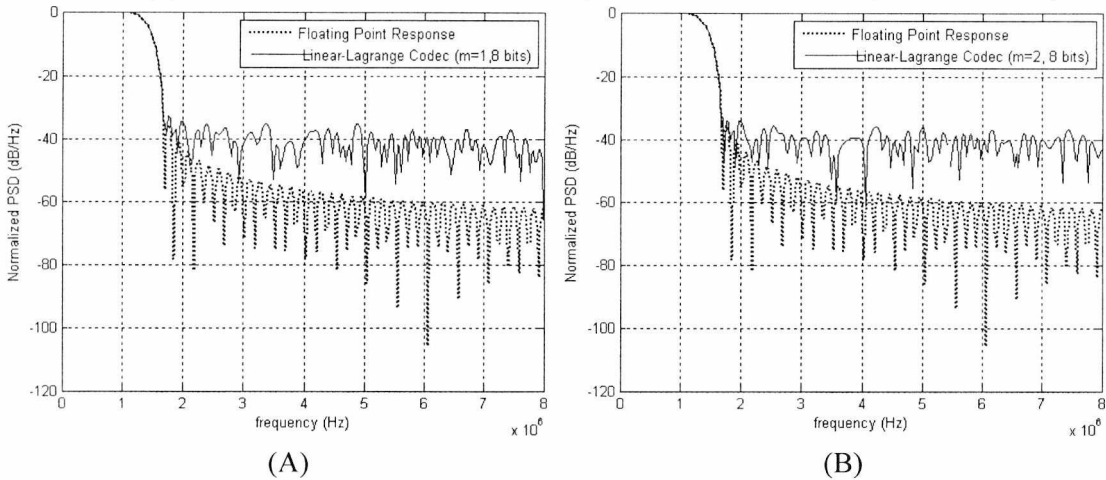 Floating Point Response
Linear-Lagrange Codec (m=1,8 bits)
Normalized PSD (dB/Hz)
0
-20
-40
-60
-80
-100
-120
0 1 2 3 4 5 6 7 8
frequency (Hz)
x 10⁶
(A)
Floating Point Response
Linear-Lagrange Codec (m=2, 8 bits)
Normalized PSD (dB/Hz)
0
-20
-40
-60
-80
-100
-120
0 1 2 3 4 5 6 7 8
frequency (Hz)
x 10⁶
(B)